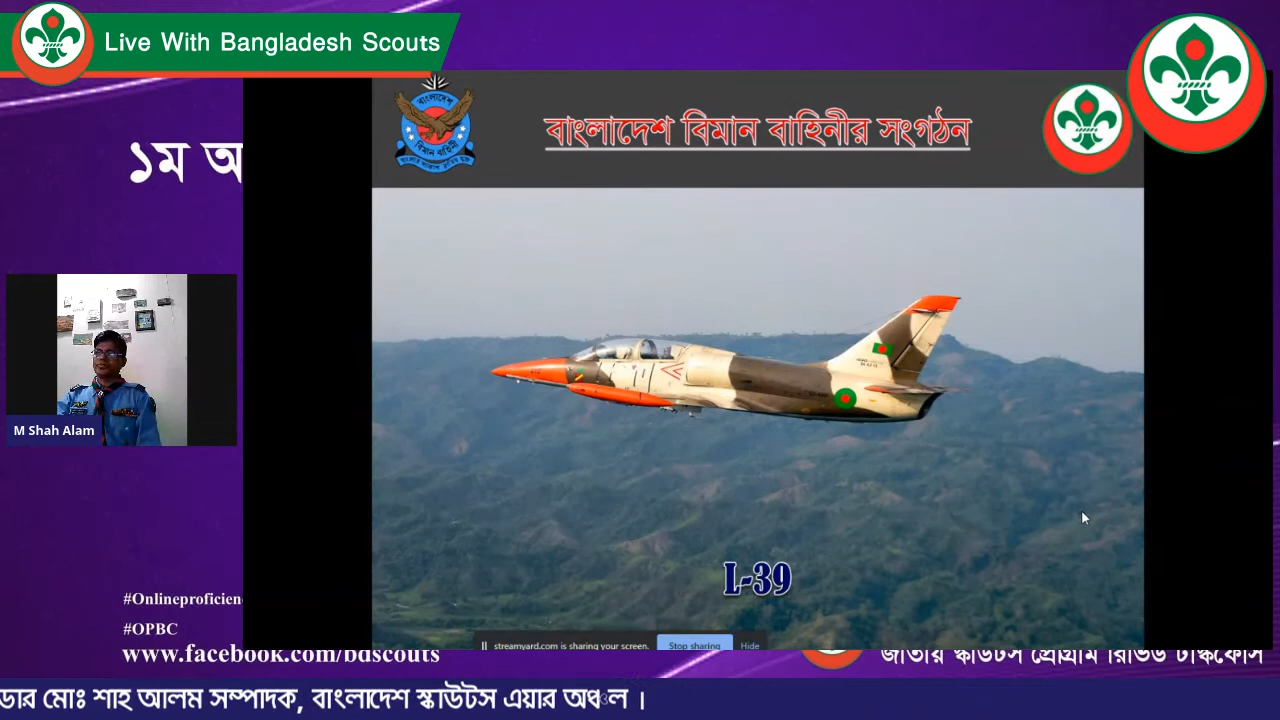 Live With Bangladesh Scouts
বাংলাদেশ
বিমান বাহিনী
বাংলাদেশ বিমান বাহিনীর সংগঠন
১ম অ
M Shah Alam
L-39
#Onlineproficien
#OPBC
streamyard.com is sharing your screen.
Stop sharing
Hide
www.facebook.com/bdscouts
জাতীয় স্কাউটস প্রোগ্রাম রিভিউ টাস্কফোর্স
ডার মোঃ শাহ আলম সম্পাদক, বাংলাদেশ স্কাউটস এয়ার অঞ্চল ।